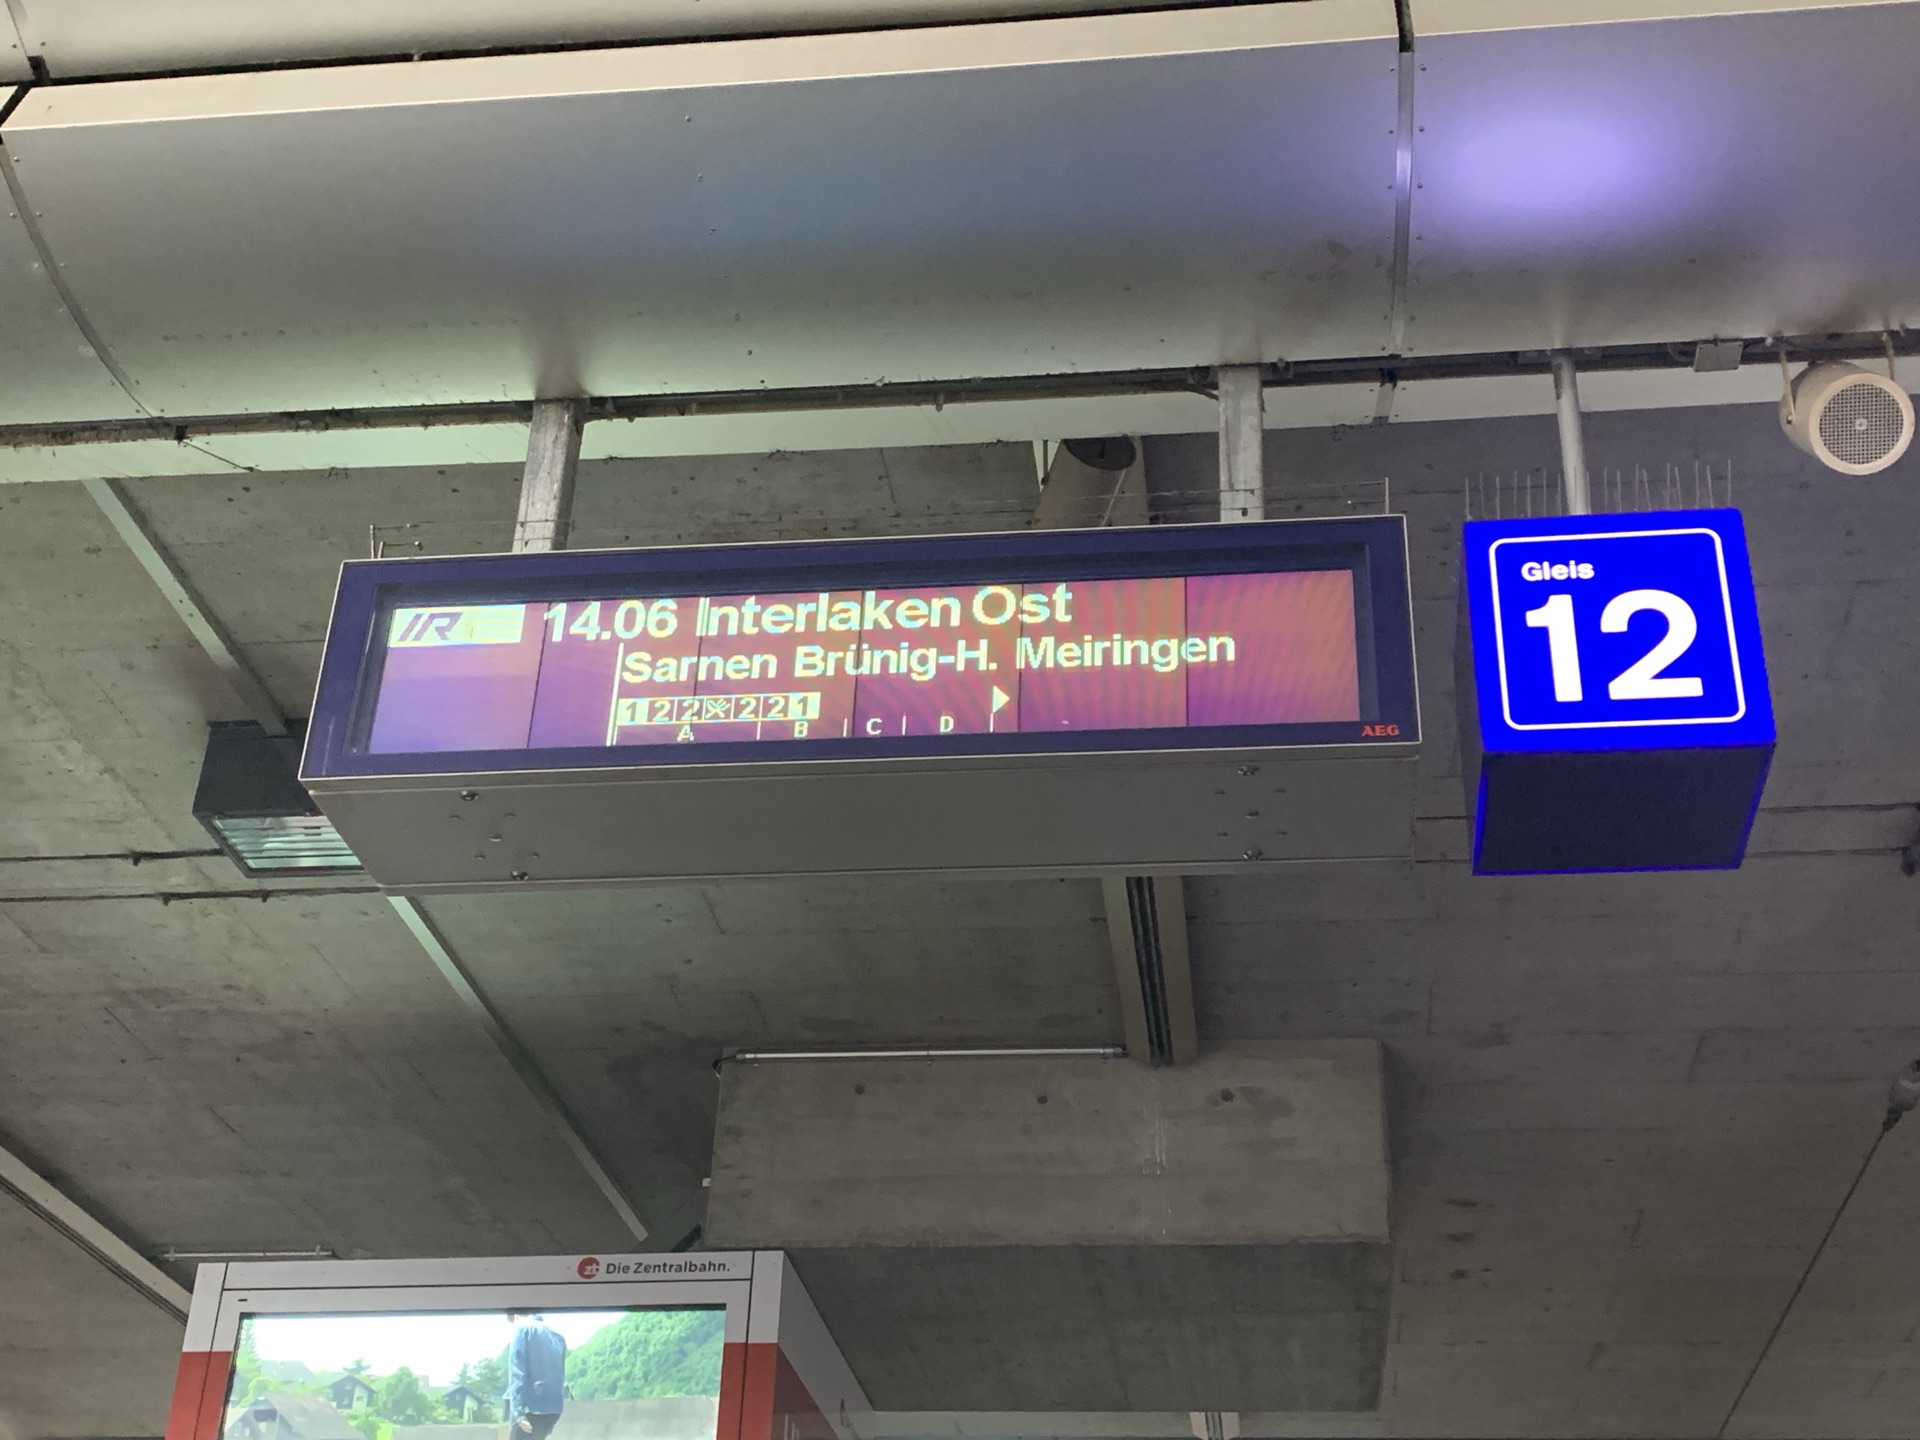 IR 14.06 Interlaken Ost
Sarnen Brünig-H. Meiringen
1 2 2 2 2 1
A B C D
AEG
Gleis
12
zb Die Zentralbahn.